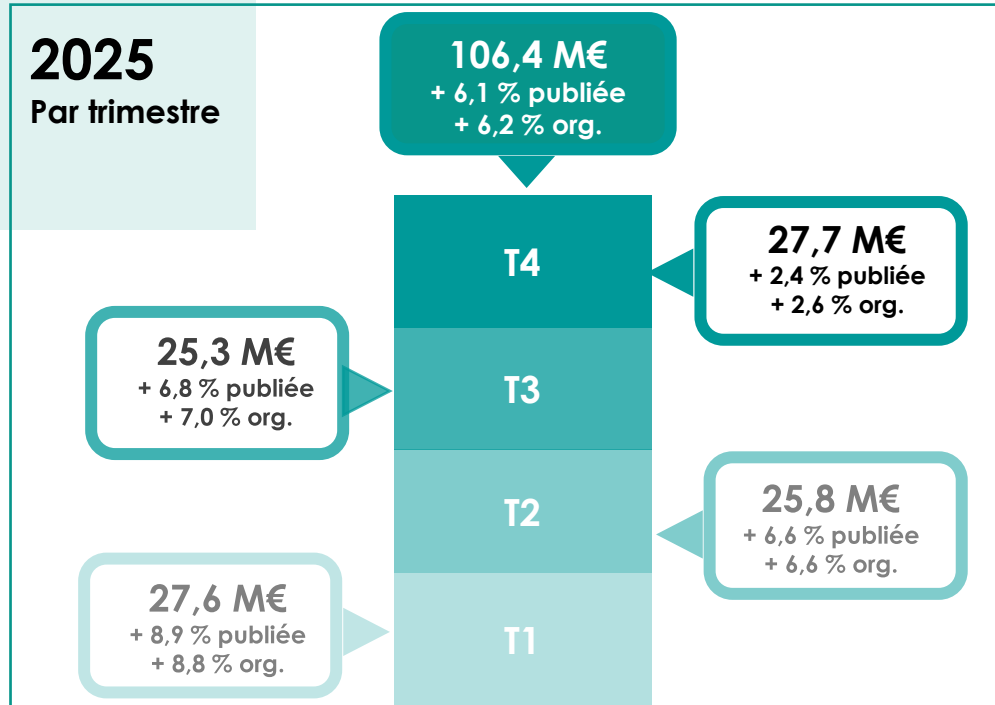 2025
Par trimestre
106,4 M€
+ 6,1 % publiée
+ 6,2 % org.
T4
27,7 M€
+ 2,4 % publiée
+ 2,6 % org.
25,3 M€
+ 6,8 % publiée
+ 7,0 % org.
T3
T2
25,8 M€
+ 6,6 % publiée
+ 6,6 % org.
27,6 M€
+ 8,9 % publiée
+ 8,8 % org.
T1